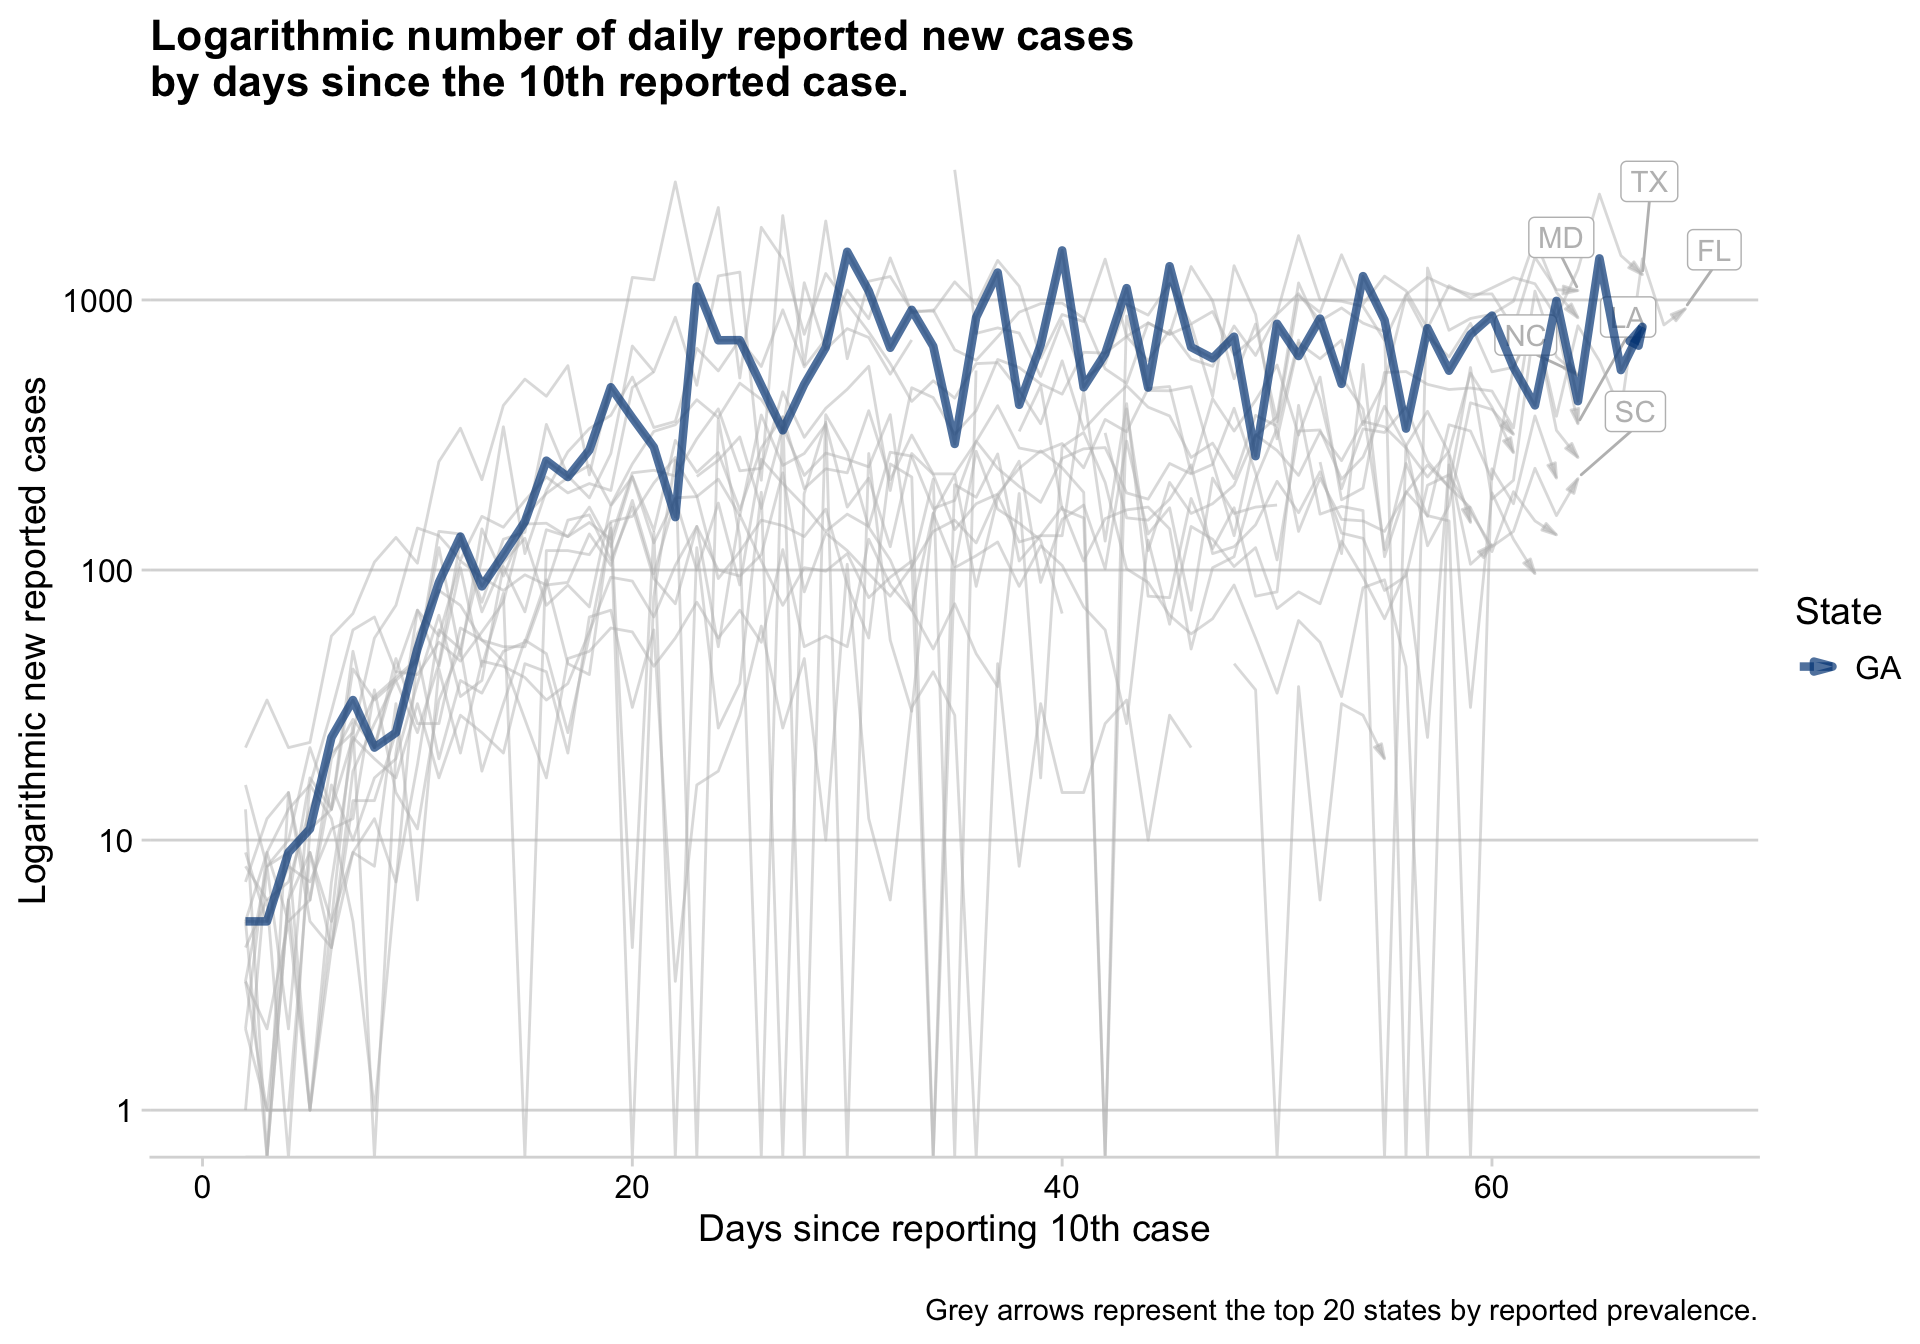 Logarithmic number of daily reported new cases
by days since the 10th reported case.
Logarithmic new reported cases
1000
100
10
1
TX
MD
FL
LA
NC
SC
State
GA
0
20
40
60
Days since reporting 10th case
Grey arrows represent the top 20 states by reported prevalence.